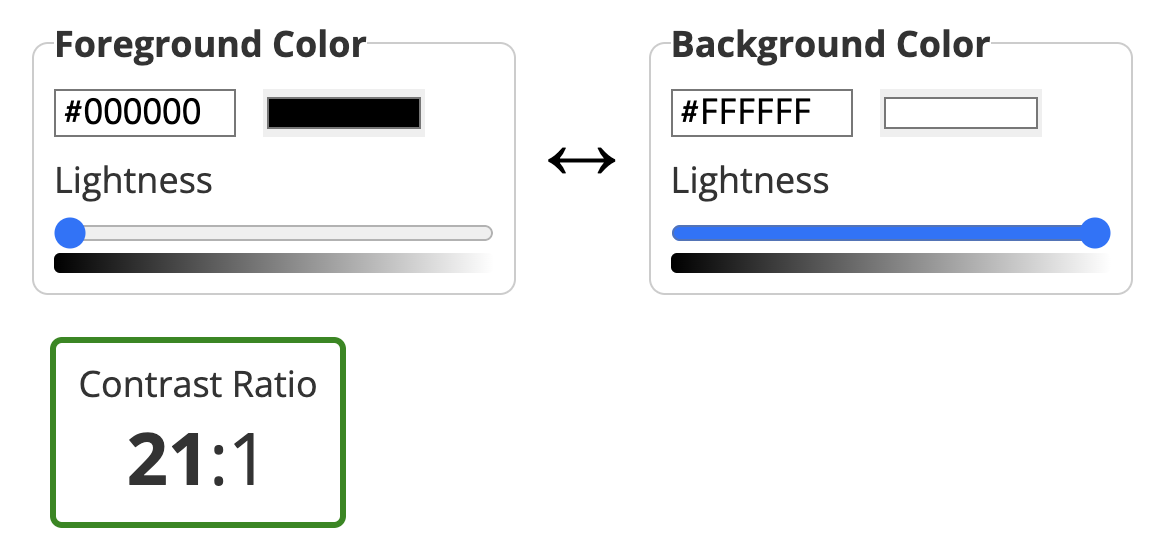 Foreground Color
#000000
Lightness
↔
Background Color
#FFFFFF
Lightness
Contrast Ratio
21:1